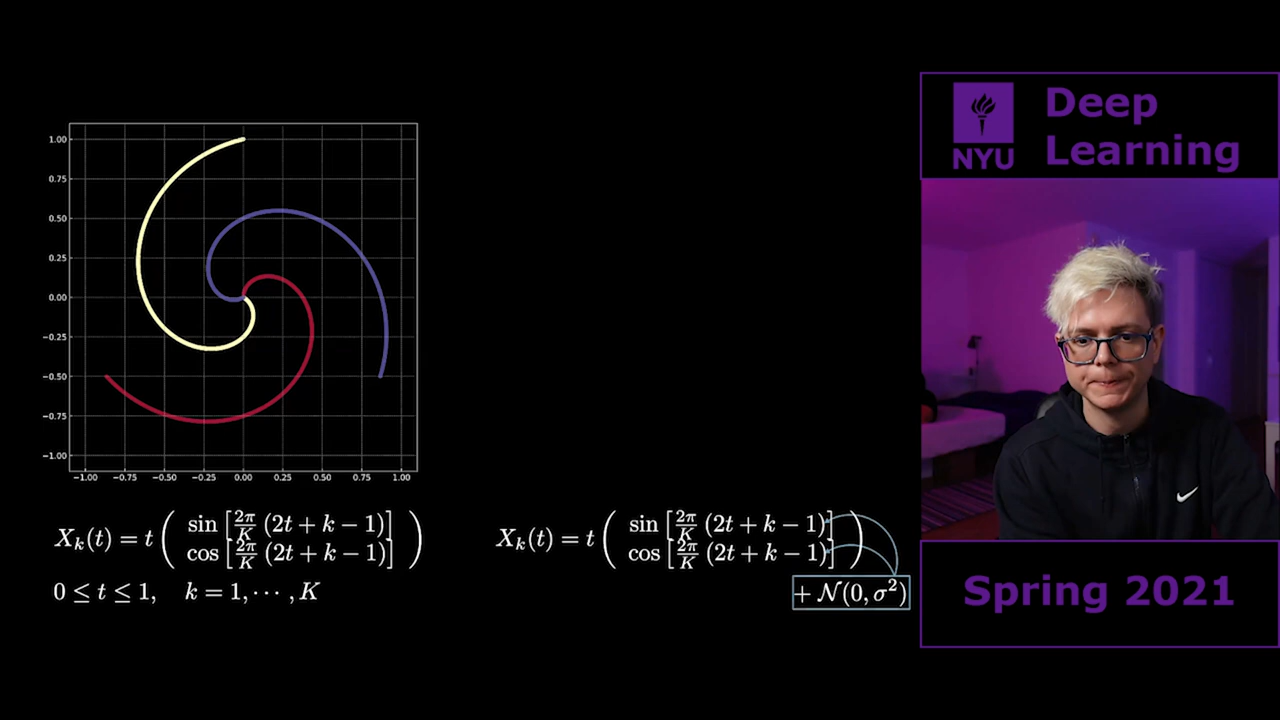 1.00
0.75
0.50
0.25
0.00
−0.25
−0.50
−0.75
−1.00
−1.00 −0.75 −0.50 −0.25 0.00 0.25 0.50 0.75 1.00
X_k(t) = t ( sin [2π/K (2t + k − 1)]
cos [2π/K (2t + k − 1)] )
0 ≤ t ≤ 1, k = 1, ⋯ , K
X_k(t) = t ( sin [2π/K (2t + k − 1)]
cos [2π/K (2t + k − 1)] )
+ 𝒩(0, σ²)
NYU
Deep
Learning
Spring 2021